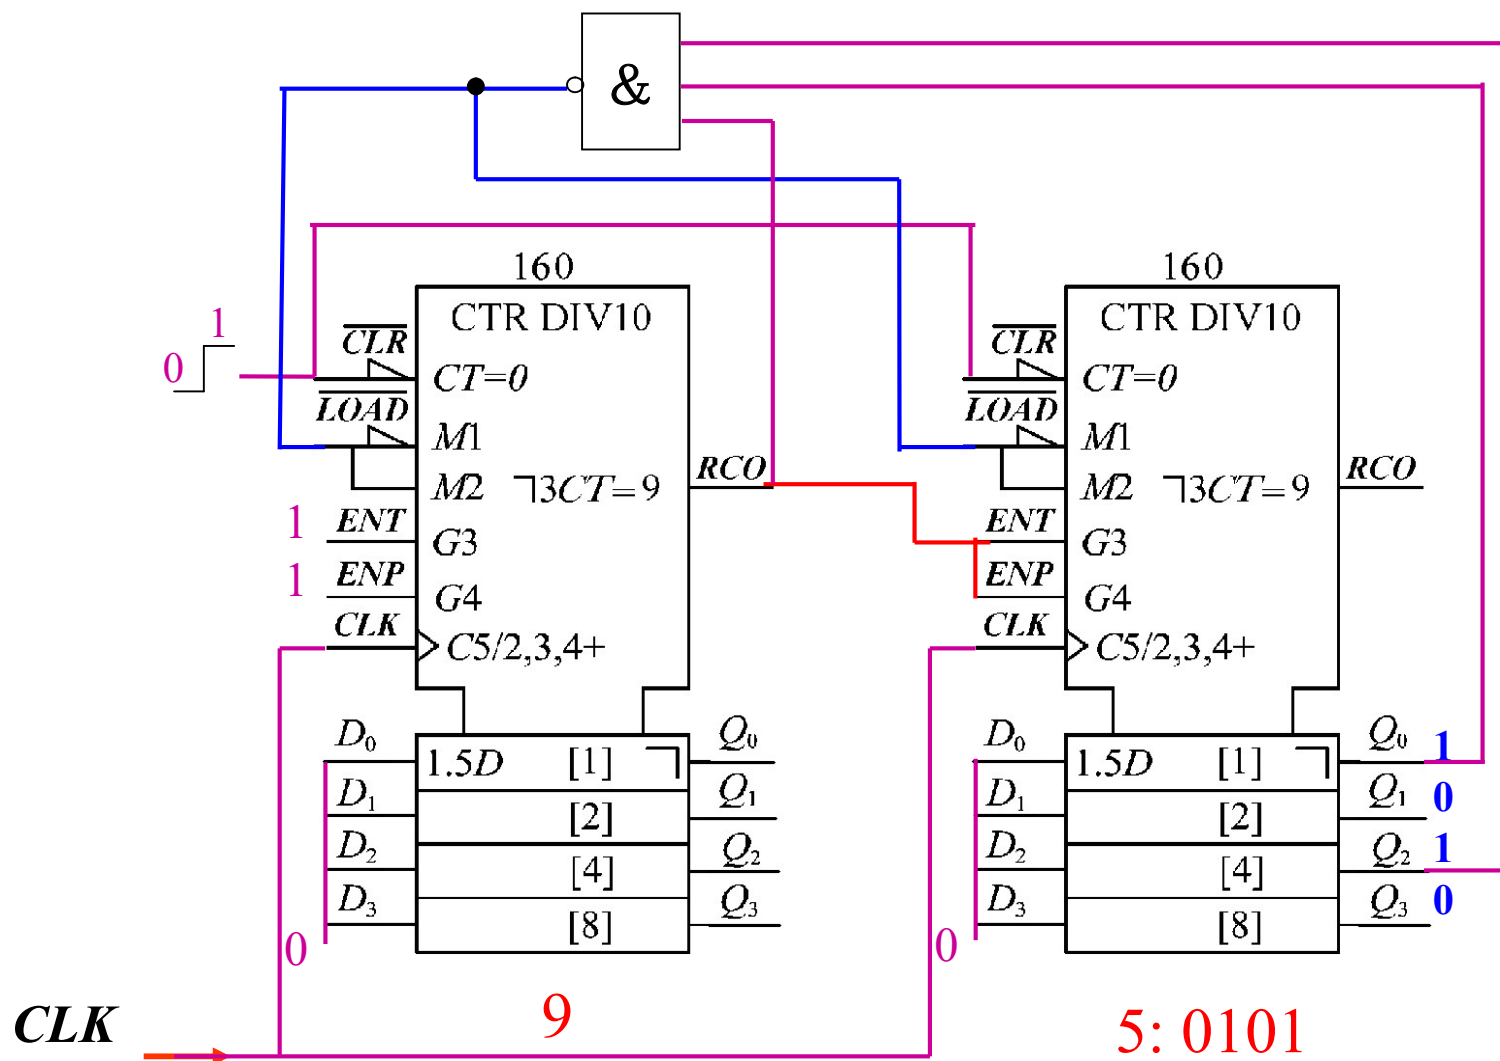 &
160
160
CTR DIV10
CTR DIV10
1
0
CLR
CT=0
CLR
CT=0
LOAD
M1
LOAD
M1
M2
¬3CT=9
RCO
M2
¬3CT=9
RCO
1
ENT
G3
ENT
G3
1
ENP
G4
ENP
G4
CLK
C5/2,3,4+
CLK
C5/2,3,4+
D₀
1.5D
[1]
Q₀
D₀
1.5D
[1]
Q₀
1
D₁
[2]
Q₁
D₁
[2]
Q₁
0
D₂
[4]
Q₂
D₂
[4]
Q₂
1
D₃
[8]
Q₃
D₃
[8]
Q₃
0
0
0
CLK
9
5: 0101